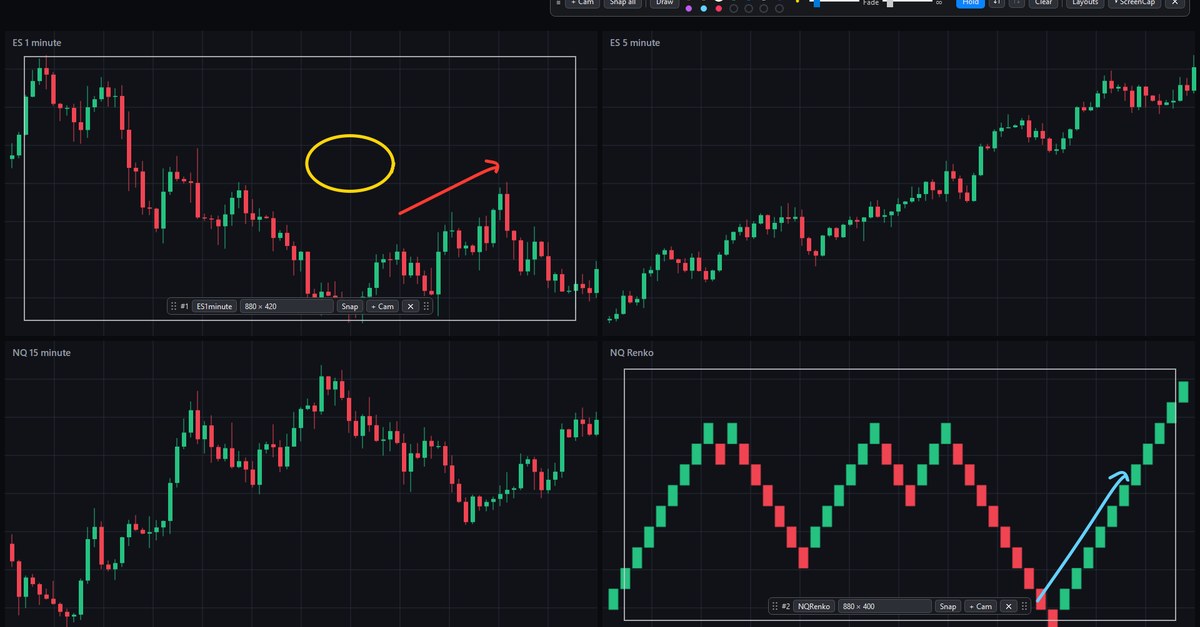 + Cam Snap all Draw Fade ∞ Hold Clear Layouts ScreenCap ✕
ES 1 minute
ES 5 minute
#1 ES1minute 880 × 420 Snap + Cam ✕
NQ 15 minute
NQ Renko
#2 NQRenko 880 × 400 Snap + Cam ✕